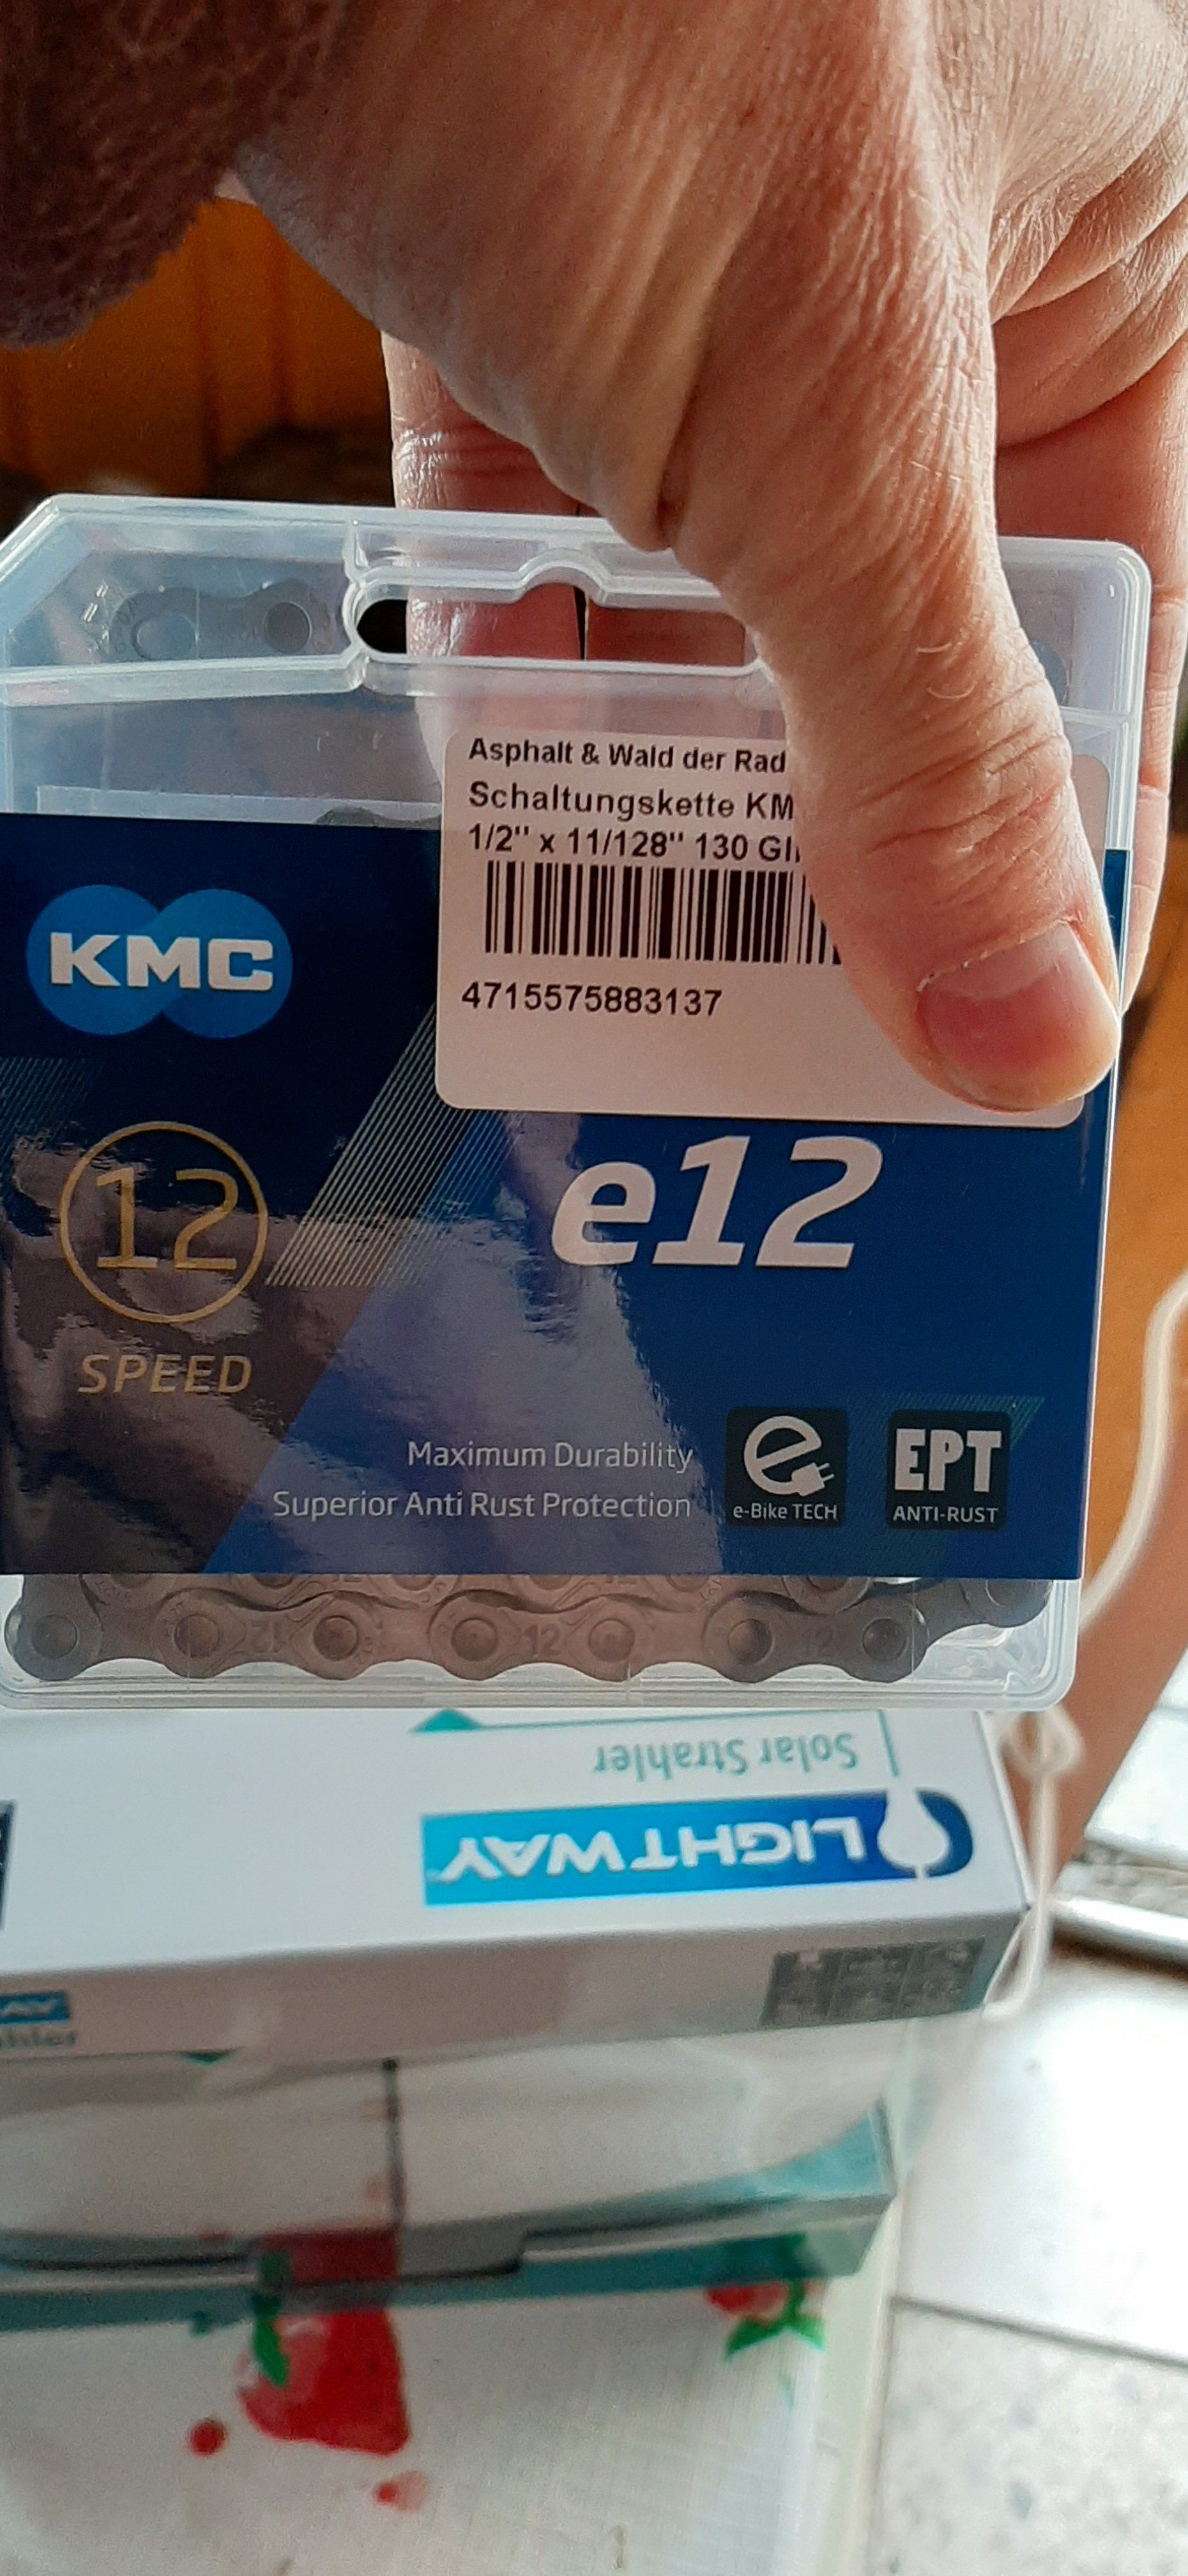 Asphalt & Wald der Rad
Schaltungskette KM
1/2" x 11/128" 130 Gl
4715575883137
KMC
12
SPEED
e12
Maximum Durability
Superior Anti Rust Protection
e-Bike TECH
EPT
ANTI-RUST
12
Solar Strahler
LIGHTWAY